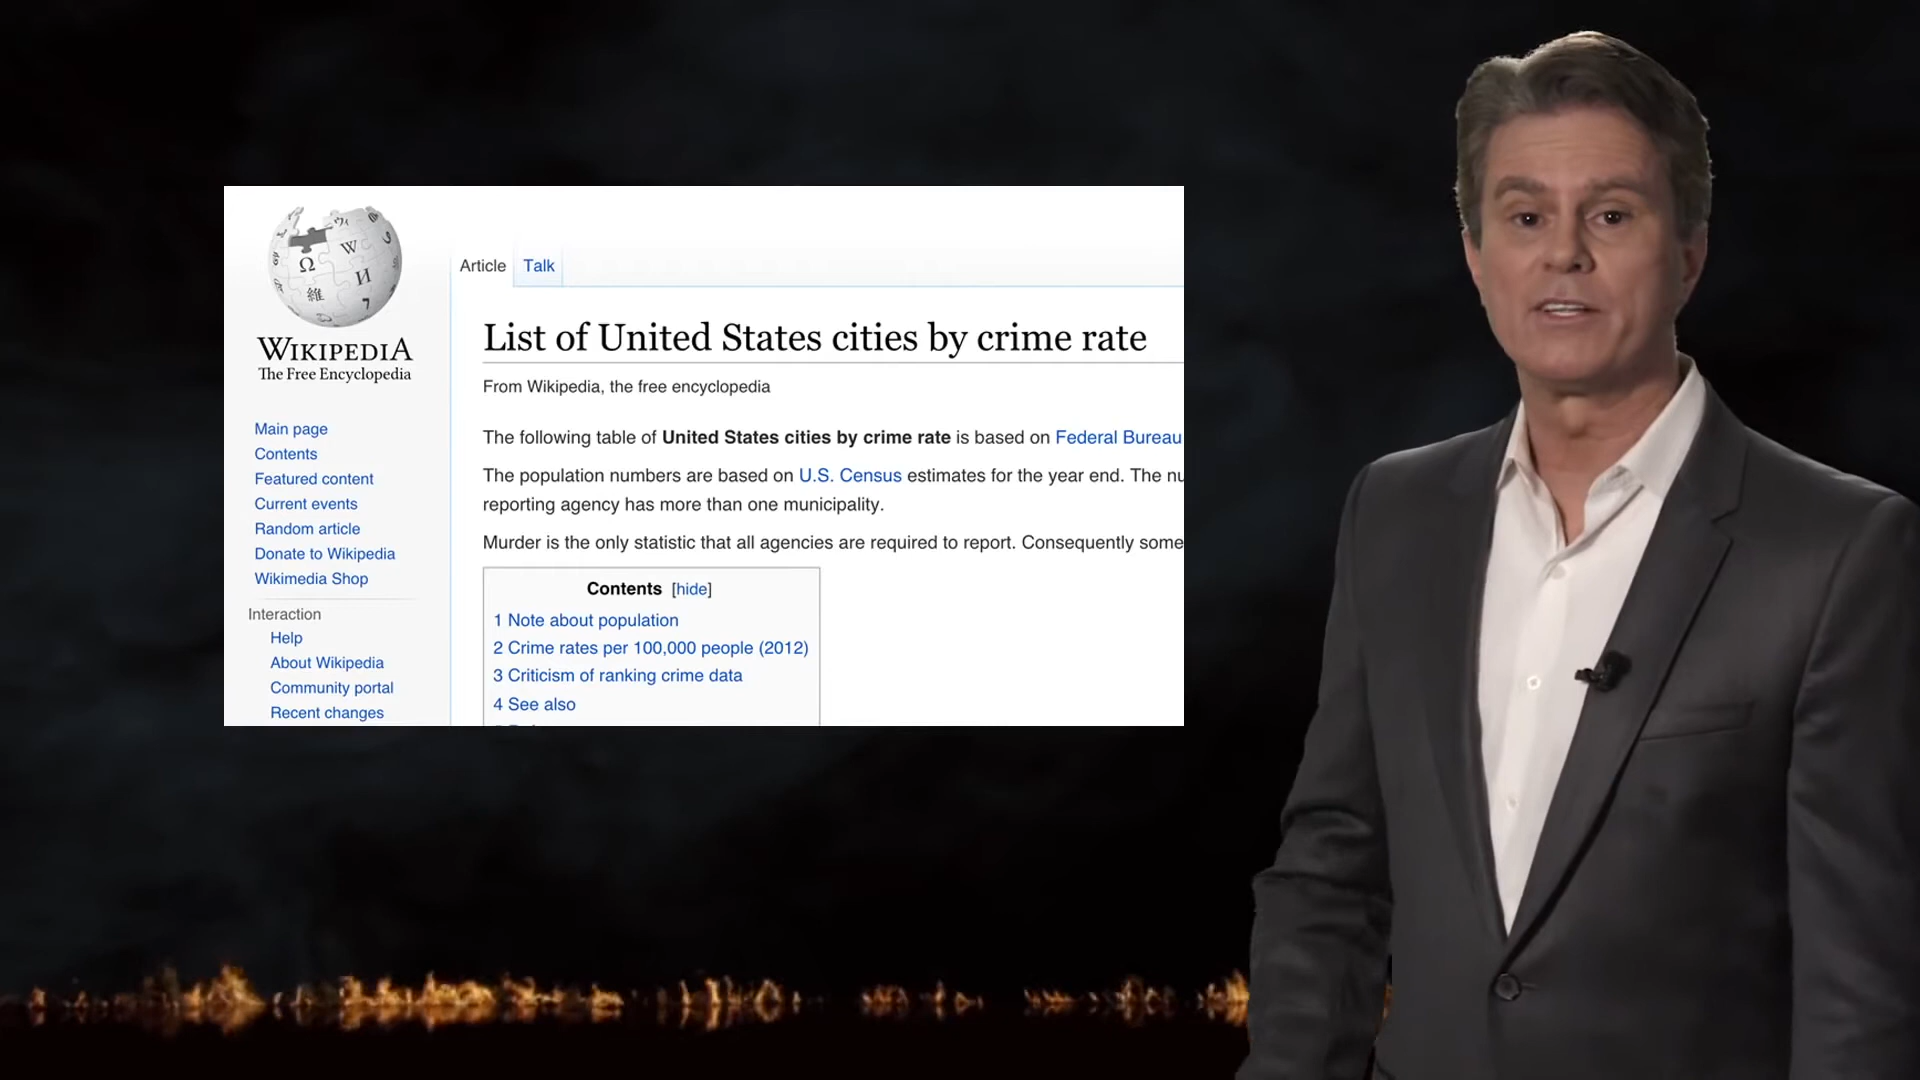 WIKIPEDIA
The Free Encyclopedia
Main page
Contents
Featured content
Current events
Random article
Donate to Wikipedia
Wikimedia Shop
Interaction
Help
About Wikipedia
Community portal
Recent changes
Article Talk
List of United States cities by crime rate
From Wikipedia, the free encyclopedia
The following table of United States cities by crime rate is based on Federal Bureau
The population numbers are based on U.S. Census estimates for the year end. The
reporting agency has more than one municipality.
Murder is the only statistic that all agencies are required to report. Consequently some
Contents [hide]
1 Note about population
2 Crime rates per 100,000 people (2012)
3 Criticism of ranking crime data
4 See also